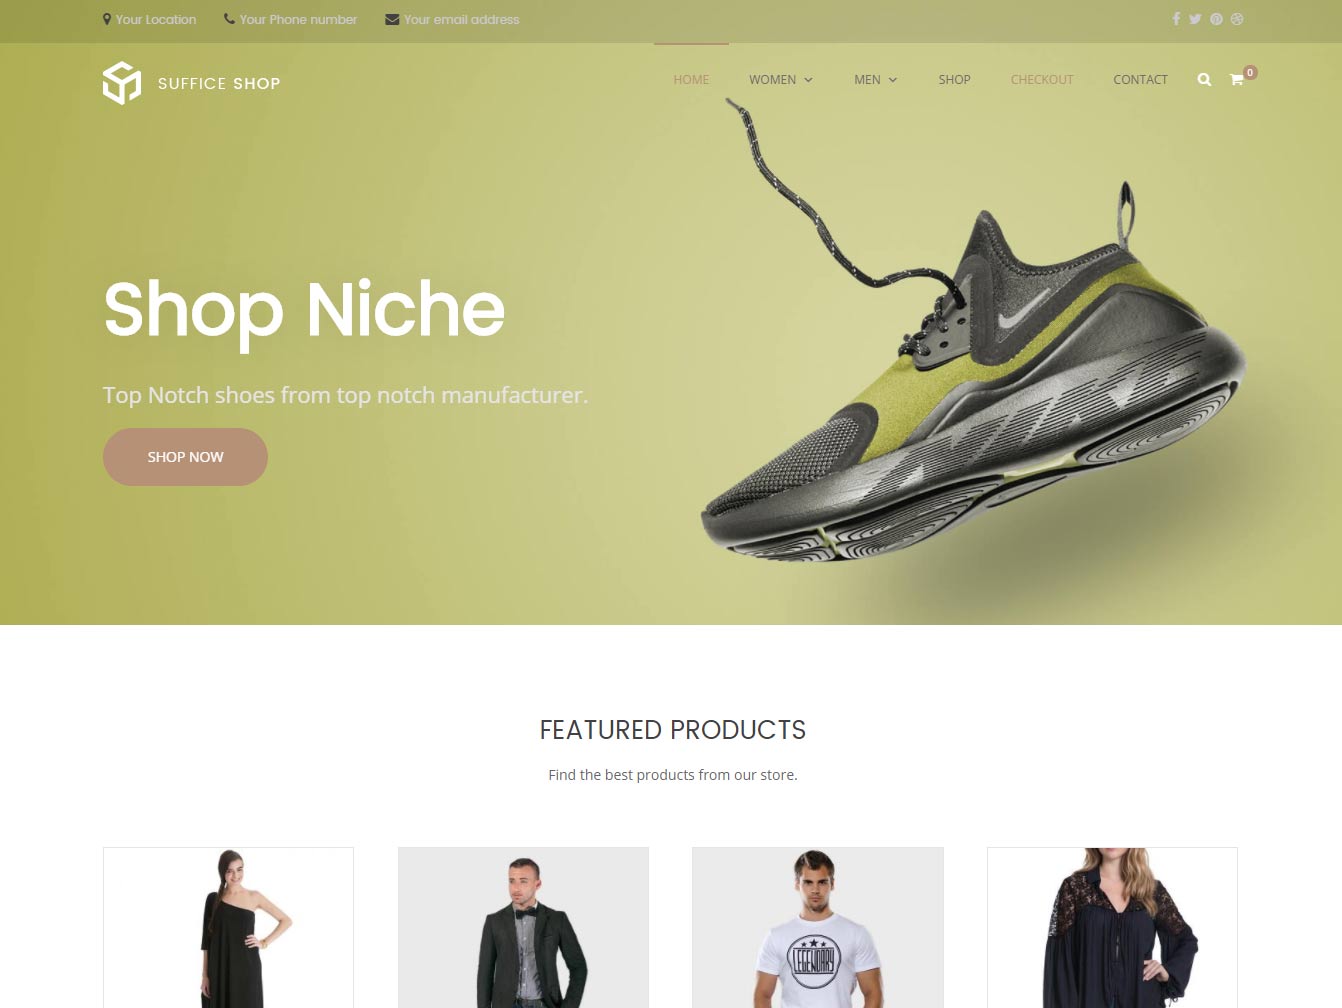 Your Location Your Phone number Your email address
SUFFICE SHOP
HOME WOMEN MEN SHOP CHECKOUT CONTACT 0
Shop Niche
Top Notch shoes from top notch manufacturer.
SHOP NOW
FEATURED PRODUCTS
Find the best products from our store.
LEGENDARY